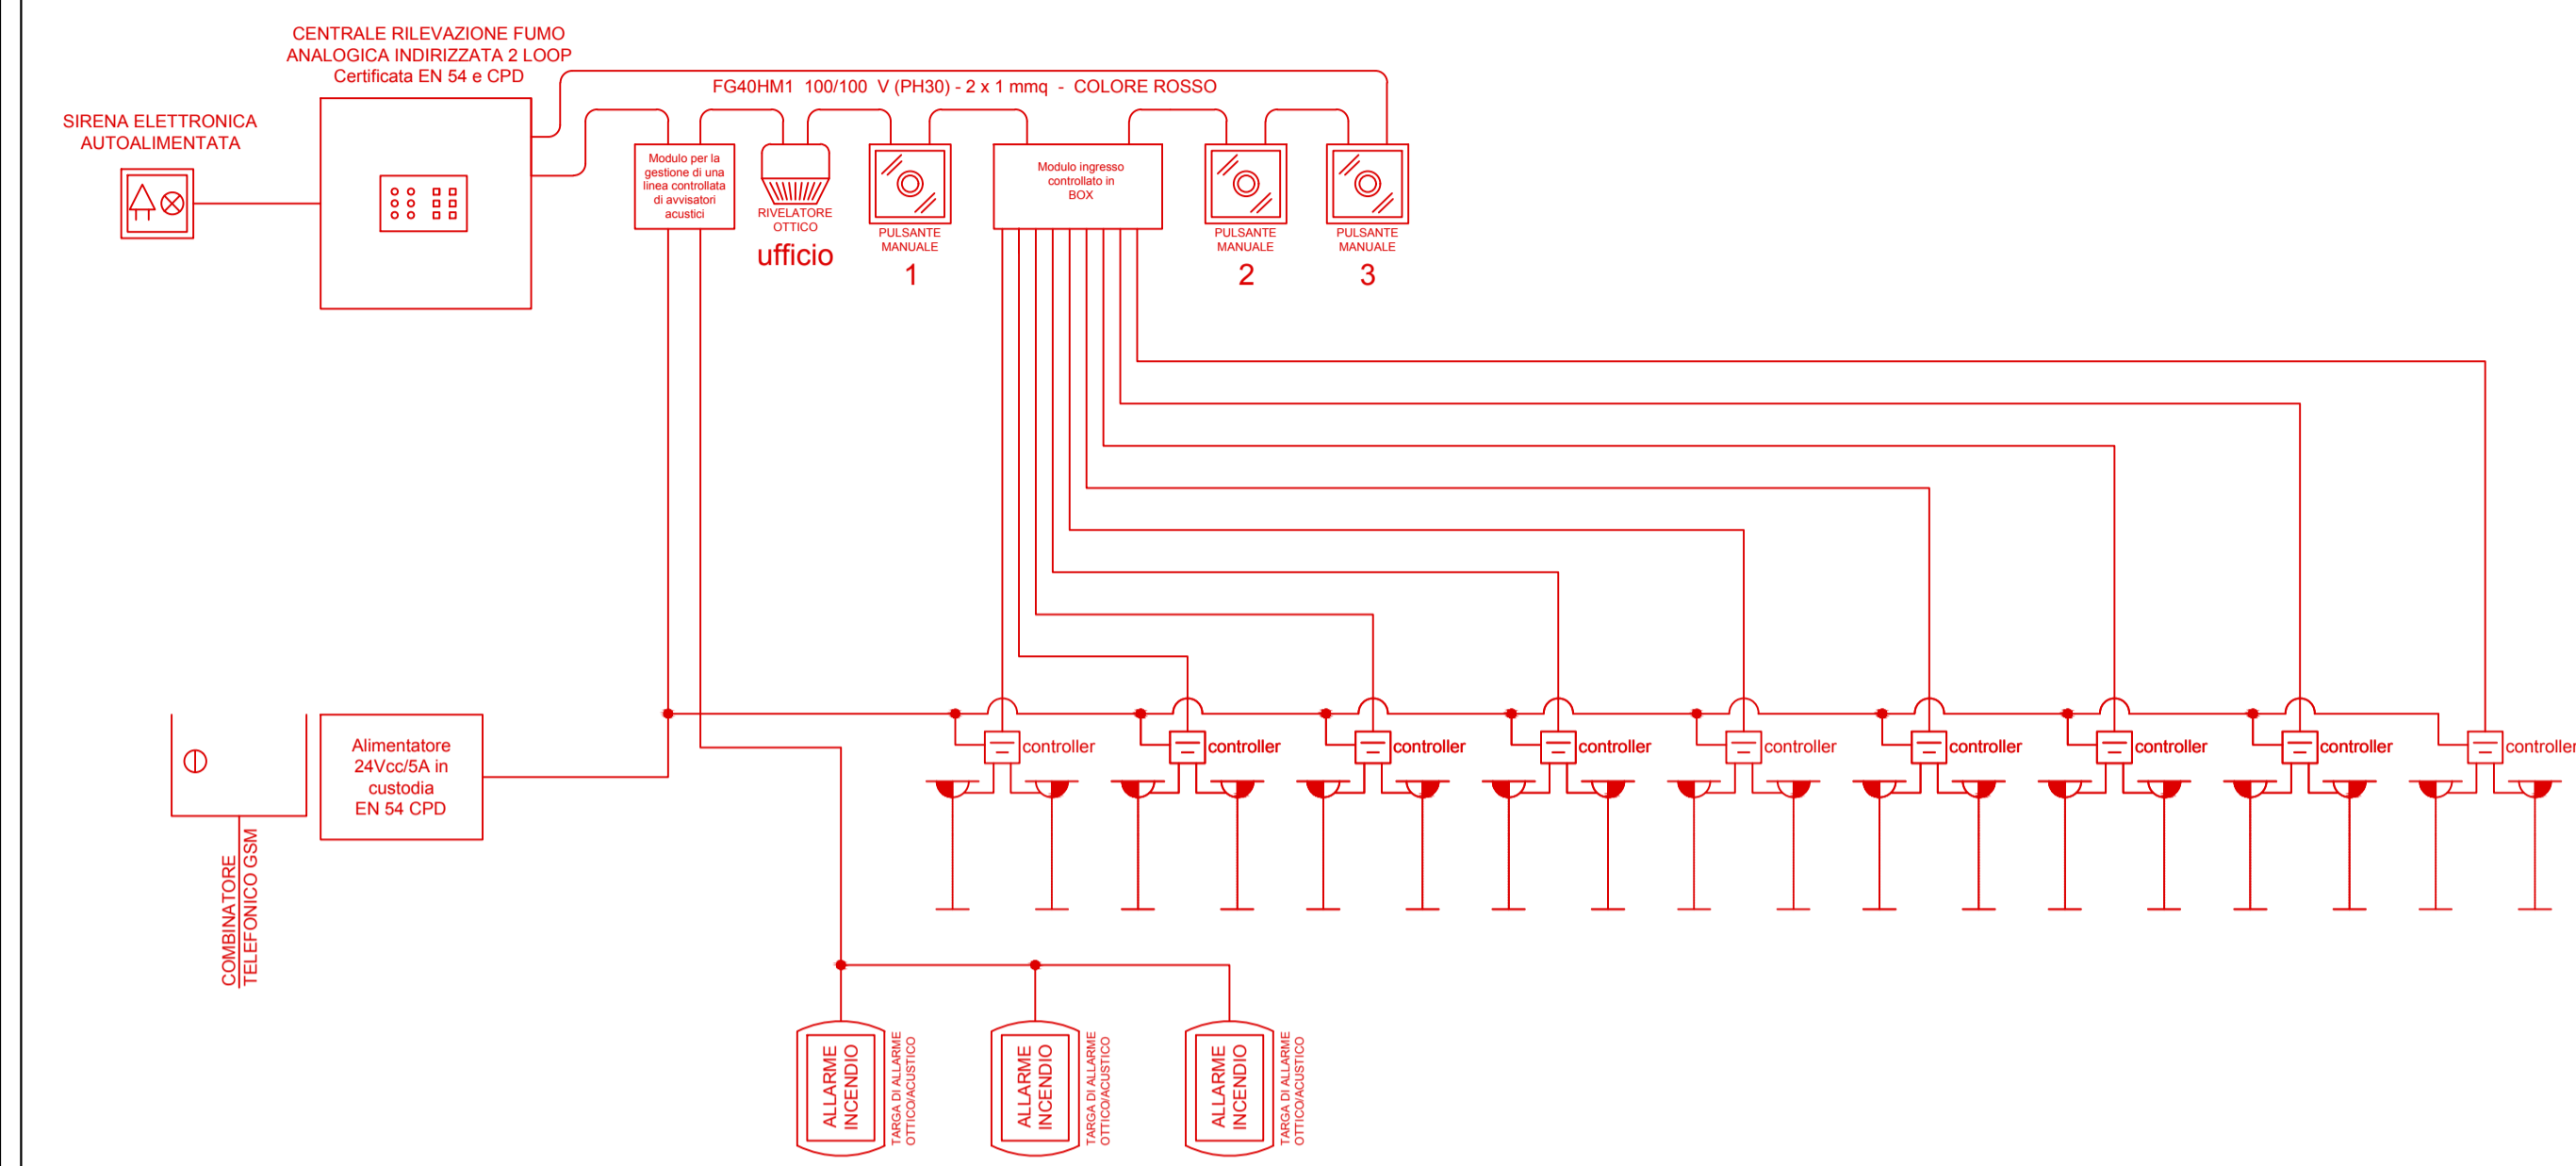 CENTRALE RILEVAZIONE FUMO
ANALOGICA INDIRIZZATA 2 LOOP
Certificata EN 54 e CPD
FG40HM1 100/100 V (PH30) - 2 x 1 mmq - COLORE ROSSO
SIRENA ELETTRONICA
AUTOALIMENTATA
Modulo per la
gestione di una
linea controllata
di avvisatori
acustici
RIVELATORE
OTTICO
ufficio
PULSANTE
MANUALE
1
Modulo ingresso
controllato in
BOX
PULSANTE
MANUALE
2
PULSANTE
MANUALE
3
controller
controller
controller
controller
controller
controller
controller
controller
controller
Alimentatore
24Vcc/5A in
custodia
EN 54 CPD
COMBINATORE
TELEFONICO GSM
ALLARME
INCENDIO
TARGA DI ALLARME
OTTICO/ACUSTICO
ALLARME
INCENDIO
TARGA DI ALLARME
OTTICO/ACUSTICO
ALLARME
INCENDIO
TARGA DI ALLARME
OTTICO/ACUSTICO